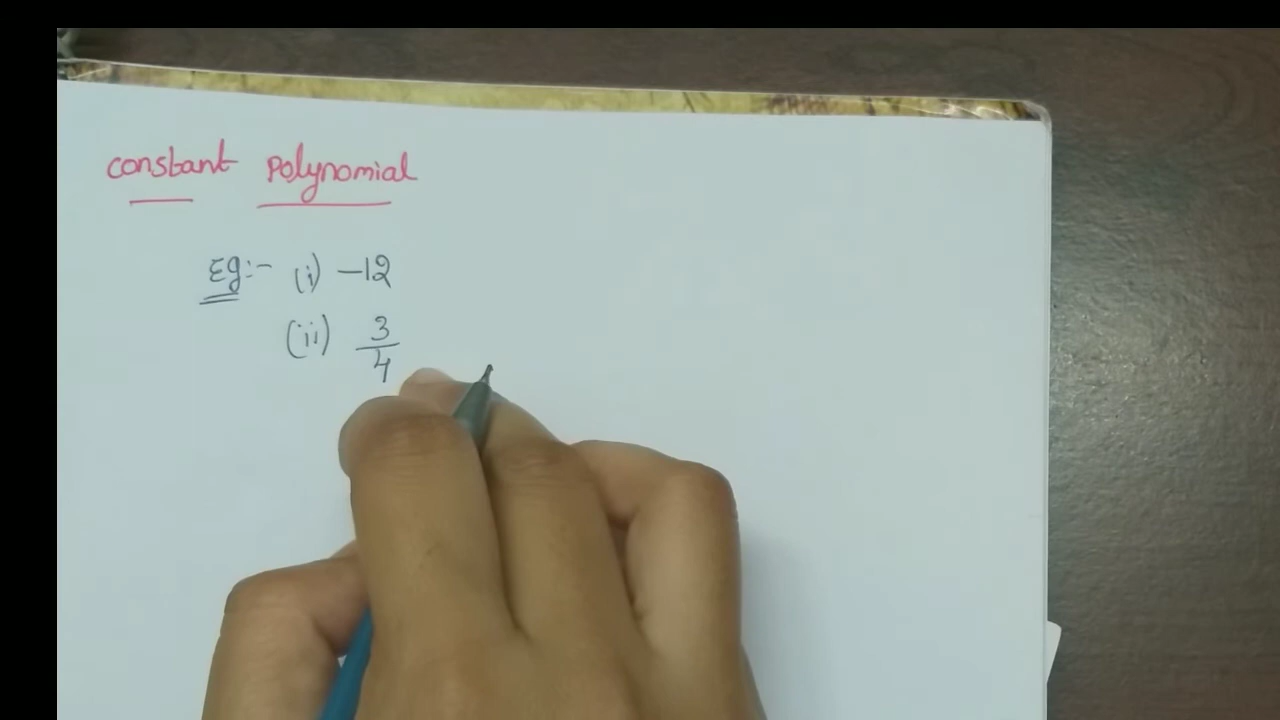 constant Polynomial
Eg:- (i) -12
(ii) 3/4